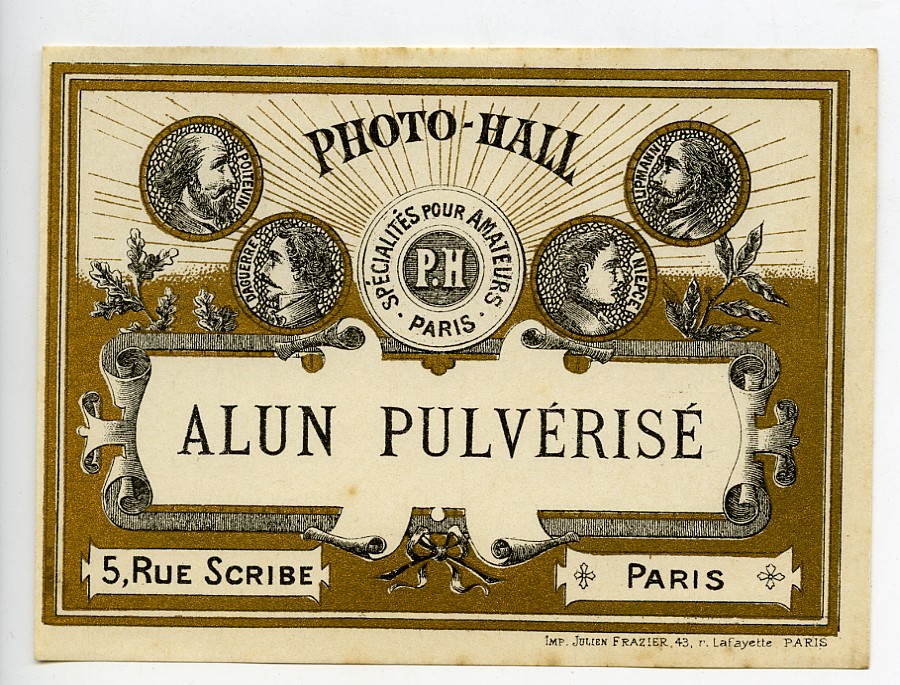 PHOTO-HALL
POITEVIN
LIPMANN
DAGUERRE
NIEPCE
SPÉCIALITÉS POUR AMATEURS
P.H
· PARIS ·
ALUN PULVÉRISÉ
5, RUE SCRIBE
PARIS
IMP. JULIEN FRAZIER, 43, r. Lafayette PARIS